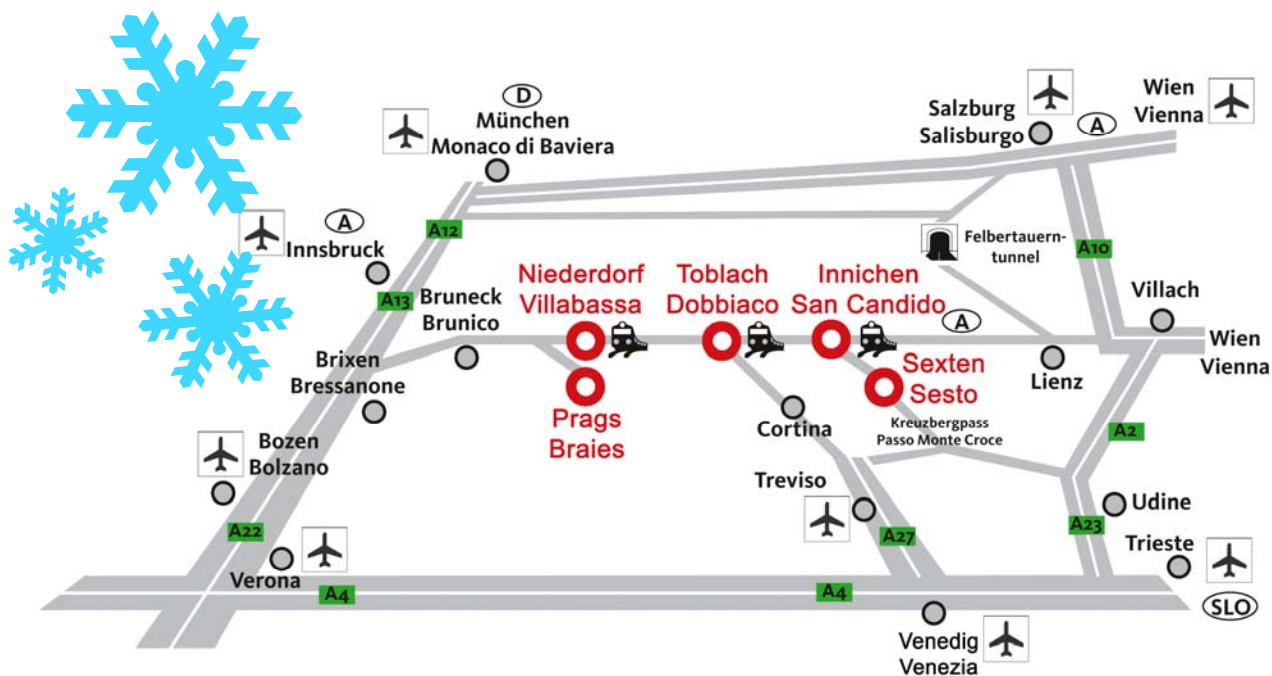 D
München
Monaco di Baviera
Salzburg
Salisburgo
A
Wien
Vienna
A
Innsbruck
A12
A13
Felbertauern-
tunnel
A10
Niederdorf
Villabassa
Toblach
Dobbiaco
Innichen
San Candido
A
Villach
Bruneck
Brunico
Wien
Vienna
Brixen
Bressanone
Sexten
Sesto
Lienz
Prags
Braies
Cortina
Kreuzbergpass
Passo Monte Croce
A2
Bozen
Bolzano
Treviso
Udine
A22
A27
A23
Trieste
Verona
A4
A4
SLO
Venedig
Venezia